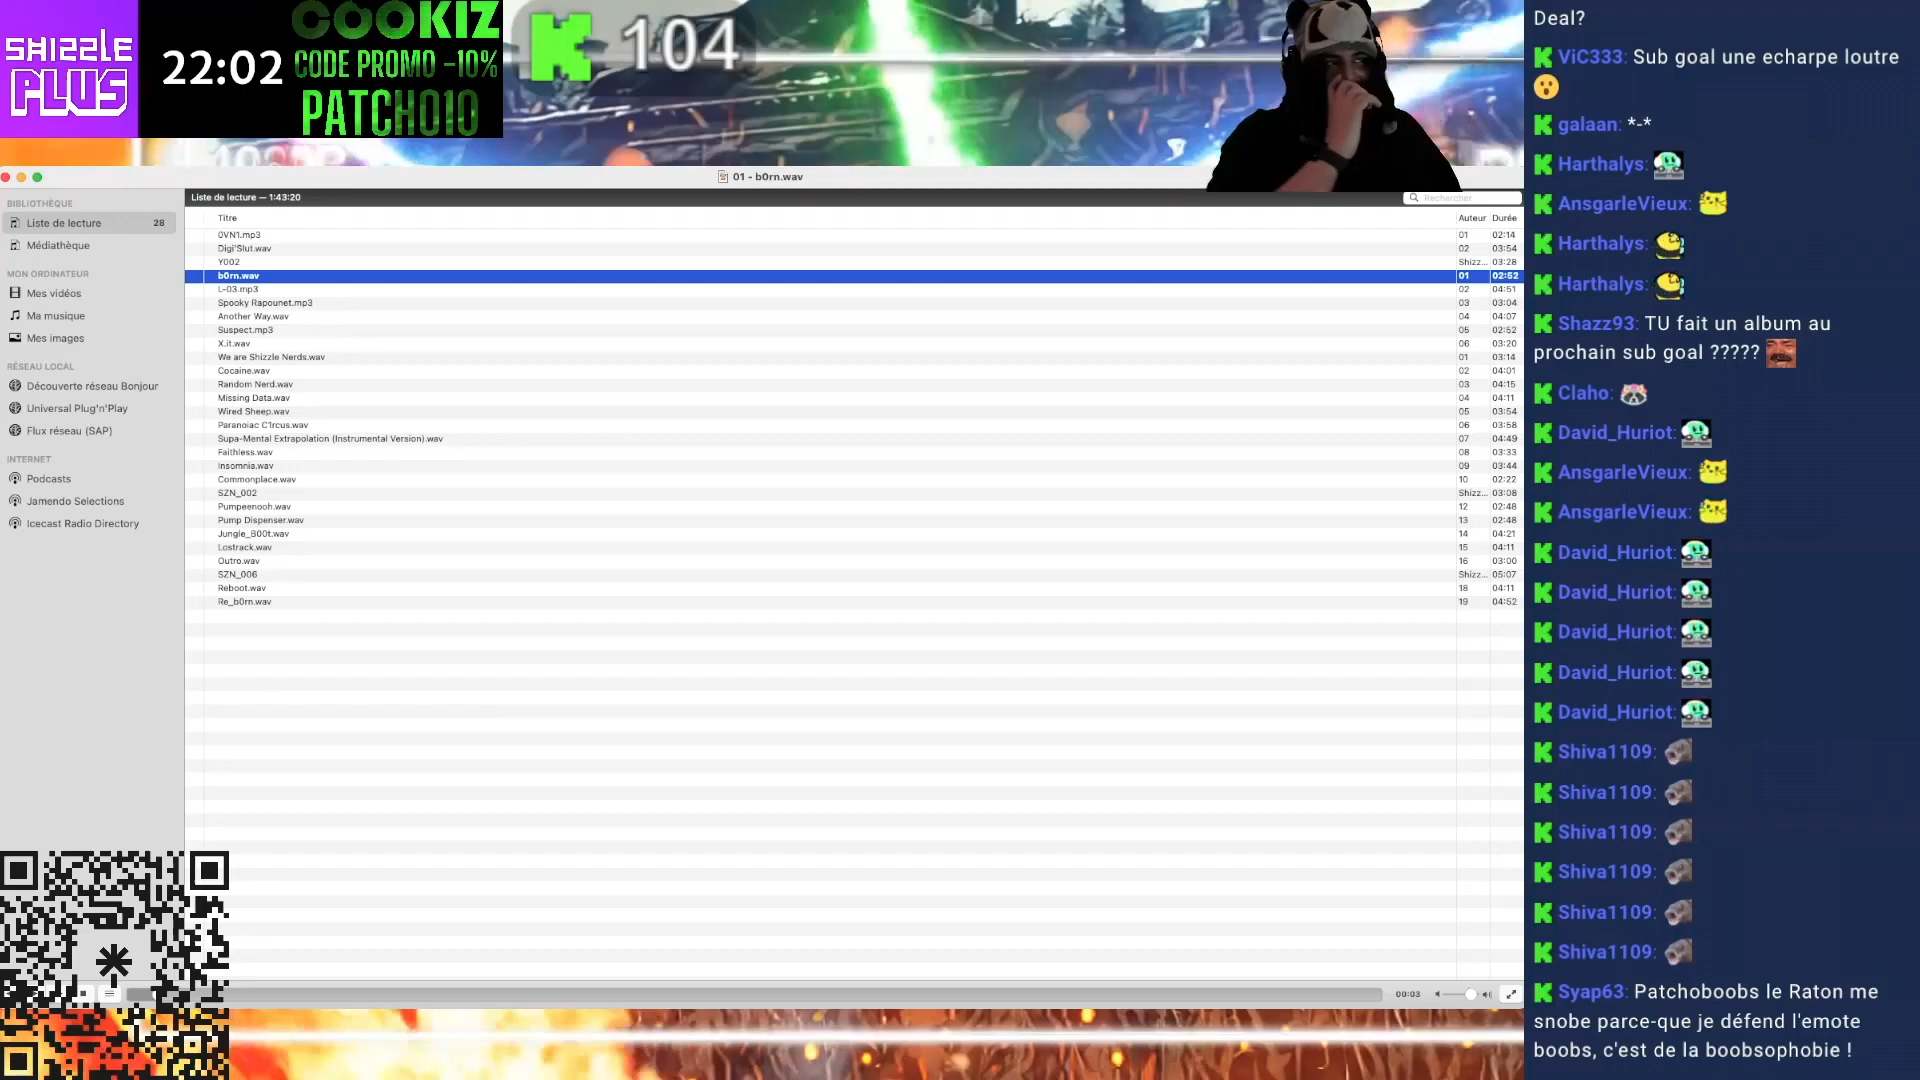 SHIZZLE
PLUS
22:02
COOKIZ
CODE PROMO -10%
PATCHO10
104
01 - b0rn.wav
BIBLIOTHÈQUE
Liste de lecture 28
Médiathèque
MON ORDINATEUR
Mes vidéos
Ma musique
Mes images
RÉSEAU LOCAL
Découverte réseau Bonjour
Universal Plug'n'Play
Flux réseau (SAP)
INTERNET
Podcasts
Jamendo Selections
Icecast Radio Directory
Liste de lecture — 1:43:20
Rechercher
Titre Auteur Durée
0VN1.mp3 01 02:14
Digi'Slut.wav 02 03:54
Y002 Shizz... 03:28
b0rn.wav 01 02:52
L-03.mp3 02 04:51
Spooky Rapounet.mp3 03 03:04
Another Way.wav 04 04:07
Suspect.mp3 05 02:52
X.it.wav 06 03:20
We are Shizzle Nerds.wav 01 03:14
Cocaine.wav 02 04:01
Random Nerd.wav 03 04:15
Missing Data.wav 04 04:11
Wired Sheep.wav 05 03:54
Paranoiac C1rcus.wav 06 03:58
Supa-Mental Extrapolation (Instrumental Version).wav 07 04:49
Faithless.wav 08 03:33
Insomnia.wav 09 03:44
Commonplace.wav 10 02:22
SZN_002 Shizz... 03:08
Pumpeenooh.wav 12 02:48
Pump Dispenser.wav 13 02:48
Jungle_B00t.wav 14 04:21
Lostrack.wav 15 04:11
Outro.wav 16 03:00
SZN_006 Shizz... 05:07
Reboot.wav 18 04:11
Re_b0rn.wav 19 04:52
00:03
Deal?
ViC333: Sub goal une echarpe loutre
galaan: *-*
Harthalys:
AnsgarleVieux:
Harthalys:
Harthalys:
Shazz93: TU fait un album au
prochain sub goal ?????
Claho:
David_Huriot:
AnsgarleVieux:
AnsgarleVieux:
David_Huriot:
David_Huriot:
David_Huriot:
David_Huriot:
David_Huriot:
Shiva1109:
Shiva1109:
Shiva1109:
Shiva1109:
Shiva1109:
Shiva1109:
Syap63: Patchoboobs le Raton me
snobe parce-que je défend l'emote
boobs, c'est de la boobsophobie !